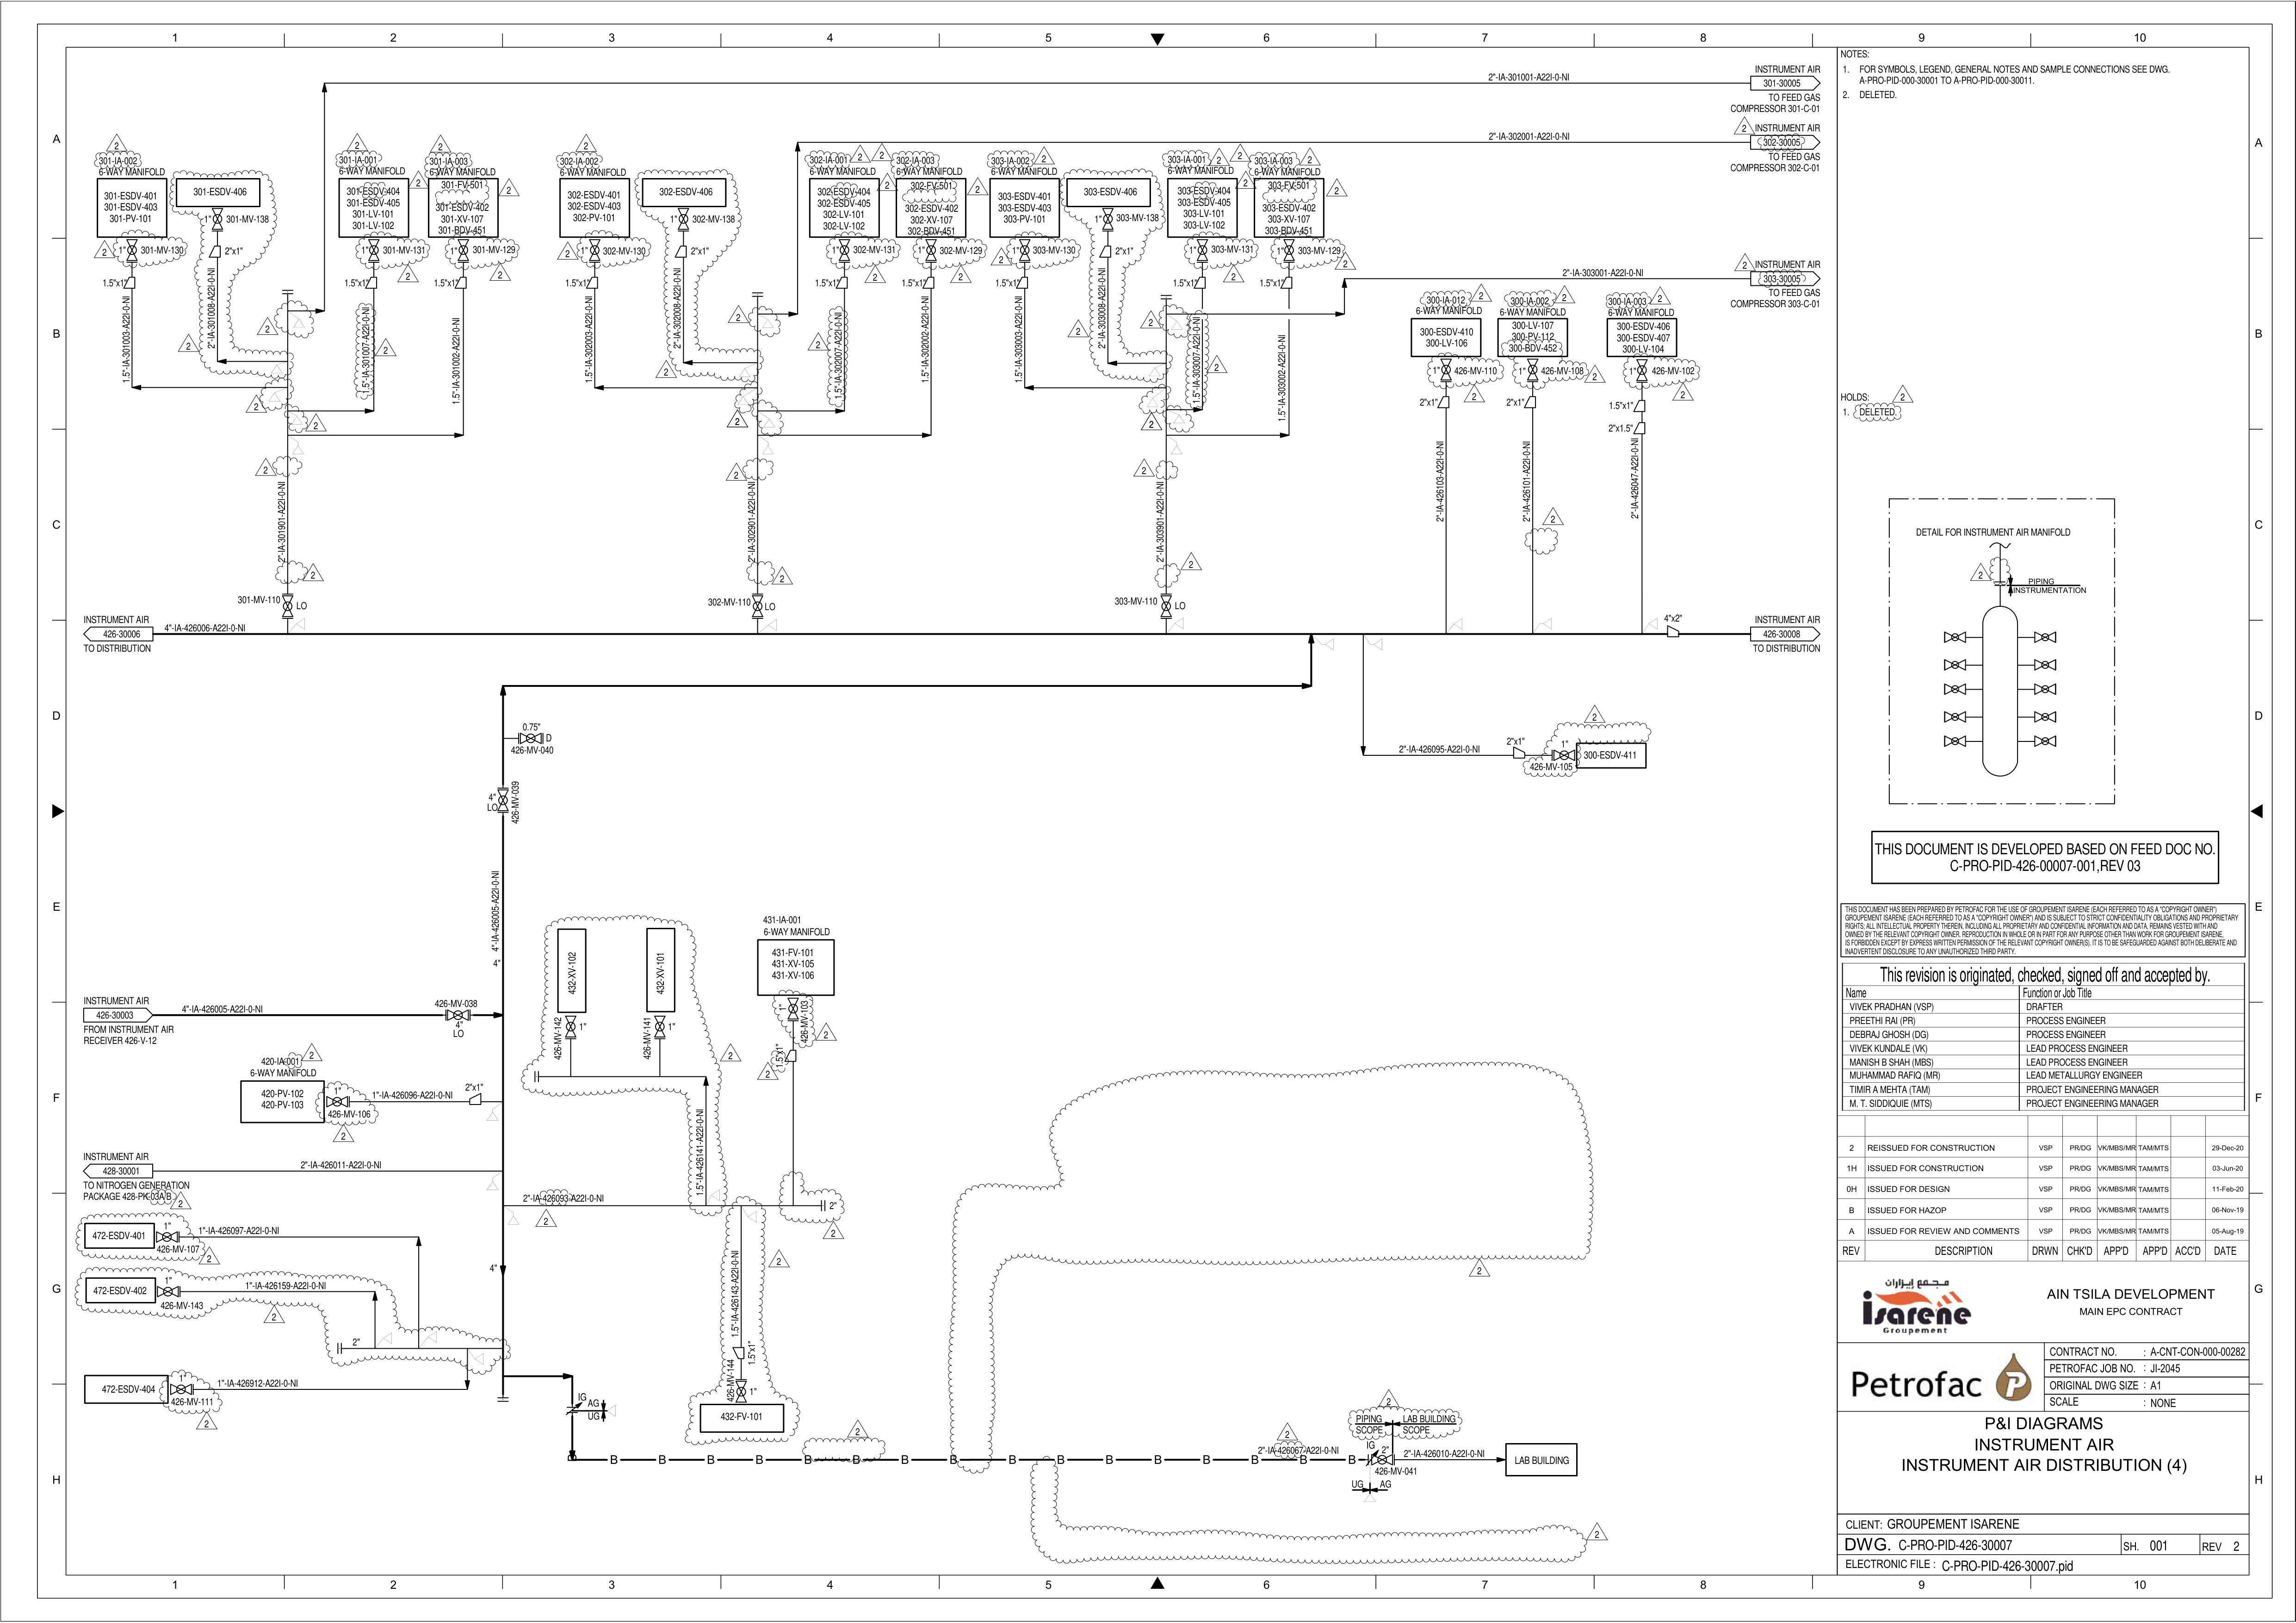 1 2 3 4 5 6 7 8 9 10
A
B
C
D
E
F
G
H
2"-IA-301001-A22I-0-NI
INSTRUMENT AIR
301-30005
TO FEED GAS
COMPRESSOR 301-C-01
2"-IA-302001-A22I-0-NI
2
INSTRUMENT AIR
302-30005
TO FEED GAS
COMPRESSOR 302-C-01
2"-IA-303001-A22I-0-NI
2
INSTRUMENT AIR
303-30005
TO FEED GAS
COMPRESSOR 303-C-01
2
301-IA-002
6-WAY MANIFOLD
301-ESDV-401
301-ESDV-403
301-PV-101
2
1"
301-MV-130
1.5"x1"
1.5"-IA-301003-A22I-0-NI
301-ESDV-406
1"
301-MV-138
2"x1"
2"-IA-301008-A22I-0-NI
2
301-IA-001
6-WAY MANIFOLD
301-ESDV-404
301-ESDV-405
301-LV-101
301-LV-102
1"
301-MV-131
1.5"x1"
1.5"-IA-301007-A22I-0-NI
2
301-IA-003
6-WAY MANIFOLD
301-FV-501
301-ESDV-402
301-XV-107
301-BDV-451
1"
301-MV-129
1.5"x1"
1.5"-IA-301002-A22I-0-NI
2"-IA-301901-A22I-0-NI
301-MV-110
LO
2
302-IA-002
6-WAY MANIFOLD
302-ESDV-401
302-ESDV-403
302-PV-101
2
1"
302-MV-130
1.5"x1"
1.5"-IA-302003-A22I-0-NI
302-ESDV-406
1"
302-MV-138
2"x1"
2"-IA-302008-A22I-0-NI
302-IA-001
2
6-WAY MANIFOLD
302-ESDV-404
302-ESDV-405
302-LV-101
302-LV-102
1"
302-MV-131
1.5"x1"
1.5"-IA-302007-A22I-0-NI
2
302-IA-003
6-WAY MANIFOLD
302-FV-501
302-ESDV-402
302-XV-107
302-BDV-451
1"
302-MV-129
1.5"x1"
1.5"-IA-302002-A22I-0-NI
2"-IA-302901-A22I-0-NI
302-MV-110
LO
303-IA-002
2
6-WAY MANIFOLD
303-ESDV-401
303-ESDV-403
303-PV-101
2
1"
303-MV-130
1.5"x1"
1.5"-IA-303003-A22I-0-NI
303-ESDV-406
1"
303-MV-138
2"x1"
2"-IA-303008-A22I-0-NI
303-IA-001
2
6-WAY MANIFOLD
303-ESDV-404
303-ESDV-405
303-LV-101
303-LV-102
1"
303-MV-131
1.5"x1"
1.5"-IA-303007-A22I-0-NI
2
303-IA-003
2
6-WAY MANIFOLD
303-FV-501
303-ESDV-402
303-XV-107
303-BDV-451
1"
303-MV-129
1.5"-IA-303002-A22I-0-NI
2"-IA-303901-A22I-0-NI
303-MV-110
LO
300-IA-012
2
6-WAY MANIFOLD
300-ESDV-410
300-LV-106
1"
426-MV-110
2
2"x1"
2"-IA-426103-A22I-0-NI
300-IA-002
2
6-WAY MANIFOLD
300-LV-107
300-PV-112
300-BDV-452
1"
426-MV-108
2
2"x1"
2"-IA-426101-A22I-0-NI
2
300-IA-003
2
6-WAY MANIFOLD
300-ESDV-406
300-ESDV-407
300-LV-104
1"
426-MV-102
2
1.5"x1"
2"x1.5"
2"-IA-426047-A22I-0-NI
INSTRUMENT AIR
426-30006
TO DISTRIBUTION
4"-IA-426006-A22I-0-NI
4"x2"
INSTRUMENT AIR
426-30008
TO DISTRIBUTION
0.75"
D
426-MV-040
4"
LO
426-MV-039
2"-IA-426095-A22I-0-NI
2"x1"
1"
426-MV-105
300-ESDV-411
2
4"-IA-426005-A22I-0-NI
4"
INSTRUMENT AIR
426-30003
FROM INSTRUMENT AIR
RECEIVER 426-V-12
4"-IA-426005-A22I-0-NI
426-MV-038
4"
LO
420-IA-001
2
6-WAY MANIFOLD
420-PV-102
420-PV-103
1"
426-MV-106
2
1"-IA-426096-A22I-0-NI
2"x1"
INSTRUMENT AIR
428-30001
TO NITROGEN GENERATION
PACKAGE 428-PK-03A/B
2
2"-IA-426011-A22I-0-NI
472-ESDV-401
1"
426-MV-107
2
1"-IA-426097-A22I-0-NI
472-ESDV-402
1"
426-MV-143
2
1"-IA-426159-A22I-0-NI
2"
472-ESDV-404
426-MV-111
2
1"
1"-IA-426912-A22I-0-NI
4"
432-XV-102
426-MV-142
1"
432-XV-101
426-MV-141
1"
2
1.5"-IA-426141-A22I-0-NI
431-IA-001
6-WAY MANIFOLD
431-FV-101
431-XV-105
431-XV-106
1"
426-MV-103
2
1.5"x1"
2
2"-IA-426093-A22I-0-NI
2
2"
2
1.5"-IA-426143-A22I-0-NI
2
1.5"x1"
426-MV-144
1"
432-FV-101
IG
AG
UG
B B B B B B B B B B B B B B B B
2
2"-IA-426067-A22I-0-NI
2
PIPING
SCOPE
LAB BUILDING
SCOPE
IG
2"
426-MV-041
UG
AG
2"-IA-426010-A22I-0-NI
LAB BUILDING
2
2
NOTES:
1. FOR SYMBOLS, LEGEND, GENERAL NOTES AND SAMPLE CONNECTIONS SEE DWG.
A-PRO-PID-000-30001 TO A-PRO-PID-000-30011.
2. DELETED.
HOLDS:
2
1. DELETED.
DETAIL FOR INSTRUMENT AIR MANIFOLD
2
PIPING
INSTRUMENTATION
THIS DOCUMENT IS DEVELOPED BASED ON FEED DOC NO.
C-PRO-PID-426-00007-001,REV 03
THIS DOCUMENT HAS BEEN PREPARED BY PETROFAC FOR THE USE OF GROUPEMENT ISARENE (EACH REFERRED TO AS A "COPYRIGHT OWNER")
GROUPEMENT ISARENE (EACH REFERRED TO AS A "COPYRIGHT OWNER") AND IS SUBJECT TO STRICT CONFIDENTIALITY OBLIGATIONS AND PROPRIETARY
RIGHTS; ALL INTELLECTUAL PROPERTY THEREIN, INCLUDING ALL PROPRIETARY AND CONFIDENTIAL INFORMATION AND DATA, REMAINS VESTED WITH AND
OWNED BY THE RELEVANT COPYRIGHT OWNER. REPRODUCTION IN WHOLE OR IN PART FOR ANY PURPOSE OTHER THAN WORK FOR GROUPEMENT ISARENE,
IS FORBIDDEN EXCEPT BY EXPRESS WRITTEN PERMISSION OF THE RELEVANT COPYRIGHT OWNER(S). IT IS TO BE SAFEGUARDED AGAINST BOTH DELIBERATE AND
INADVERTENT DISCLOSURE TO ANY UNAUTHORIZED THIRD PARTY.
This revision is originated, checked, signed off and accepted by.
Name Function or Job Title
VIVEK PRADHAN (VSP) DRAFTER
PREETHI RAI (PR) PROCESS ENGINEER
DEBRAJ GHOSH (DG) PROCESS ENGINEER
VIVEK KUNDALE (VK) LEAD PROCESS ENGINEER
MANISH B SHAH (MBS) LEAD PROCESS ENGINEER
MUHAMMAD RAFIQ (MR) LEAD METALLURGY ENGINEER
TIMIR A MEHTA (TAM) PROJECT ENGINEERING MANAGER
M. T. SIDDIQUIE (MTS) PROJECT ENGINEERING MANAGER
2 REISSUED FOR CONSTRUCTION VSP PR/DG VK/MBS/MR TAM/MTS 29-Dec-20
1H ISSUED FOR CONSTRUCTION VSP PR/DG VK/MBS/MR TAM/MTS 03-Jun-20
0H ISSUED FOR DESIGN VSP PR/DG VK/MBS/MR TAM/MTS 11-Feb-20
B ISSUED FOR HAZOP VSP PR/DG VK/MBS/MR TAM/MTS 06-Nov-19
A ISSUED FOR REVIEW AND COMMENTS VSP PR/DG VK/MBS/MR TAM/MTS 05-Aug-19
REV DESCRIPTION DRWN CHK'D APP'D APP'D ACC'D DATE
مجمع إيزاران
isarene
Groupement
AIN TSILA DEVELOPMENT
MAIN EPC CONTRACT
Petrofac
CONTRACT NO. : A-CNT-CON-000-00282
PETROFAC JOB NO. : JI-2045
ORIGINAL DWG SIZE : A1
SCALE : NONE
P&I DIAGRAMS
INSTRUMENT AIR
INSTRUMENT AIR DISTRIBUTION (4)
CLIENT: GROUPEMENT ISARENE
DWG. C-PRO-PID-426-30007 SH. 001 REV 2
ELECTRONIC FILE : C-PRO-PID-426-30007.pid
1 2 3 4 5 6 7 8 9 10